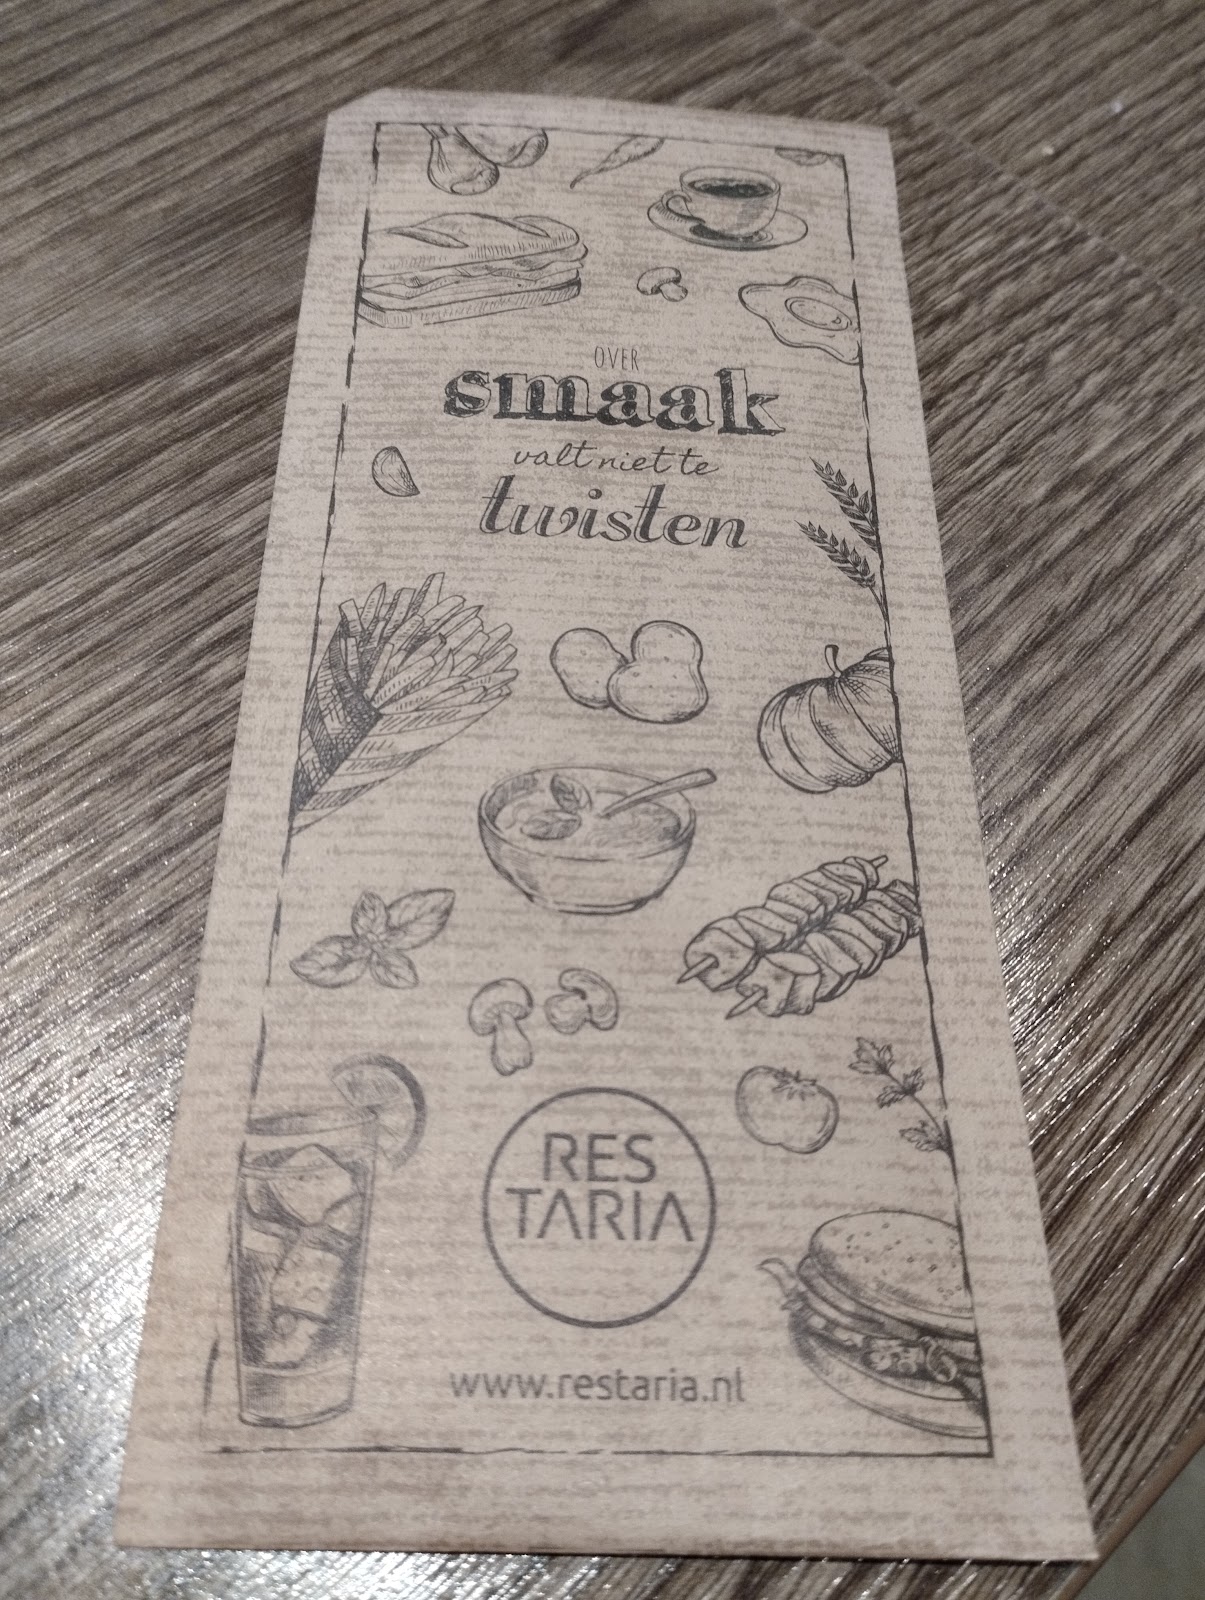 OVER
smaak
valt niet te
twisten
RES
TARIA
www.restaria.nl